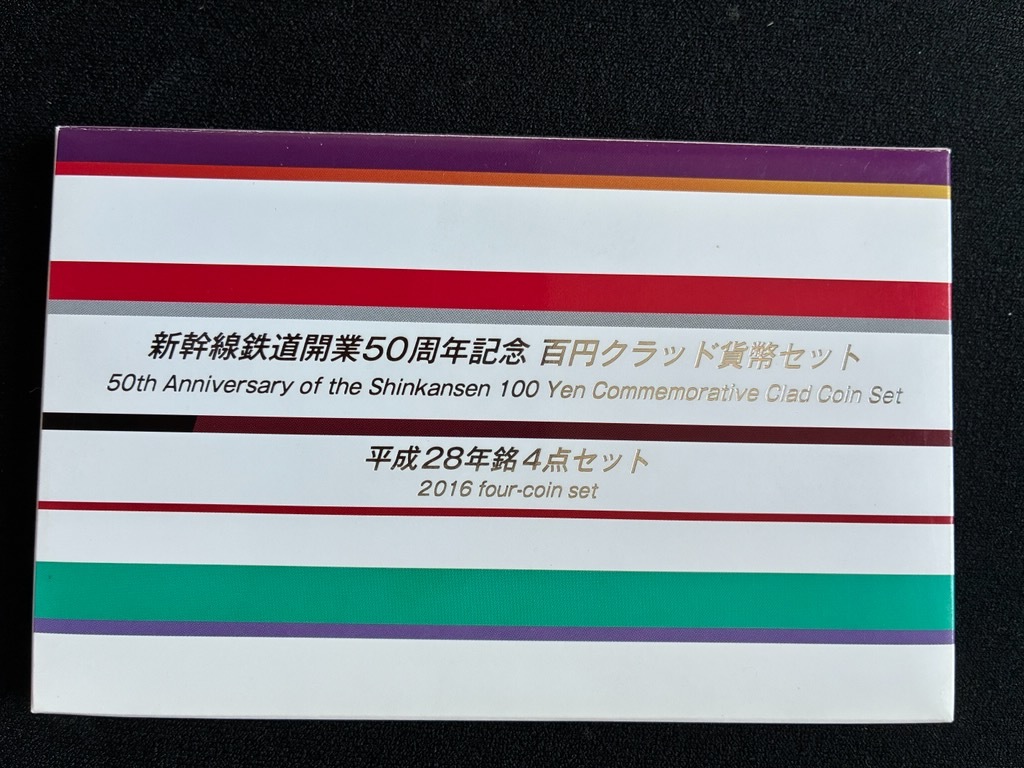 新幹線鉄道開業50周年記念 百円クラッド貨幣セット
50th Anniversary of the Shinkansen 100 Yen Commemorative Clad Coin Set
平成28年銘4点セット
2016 four-coin set